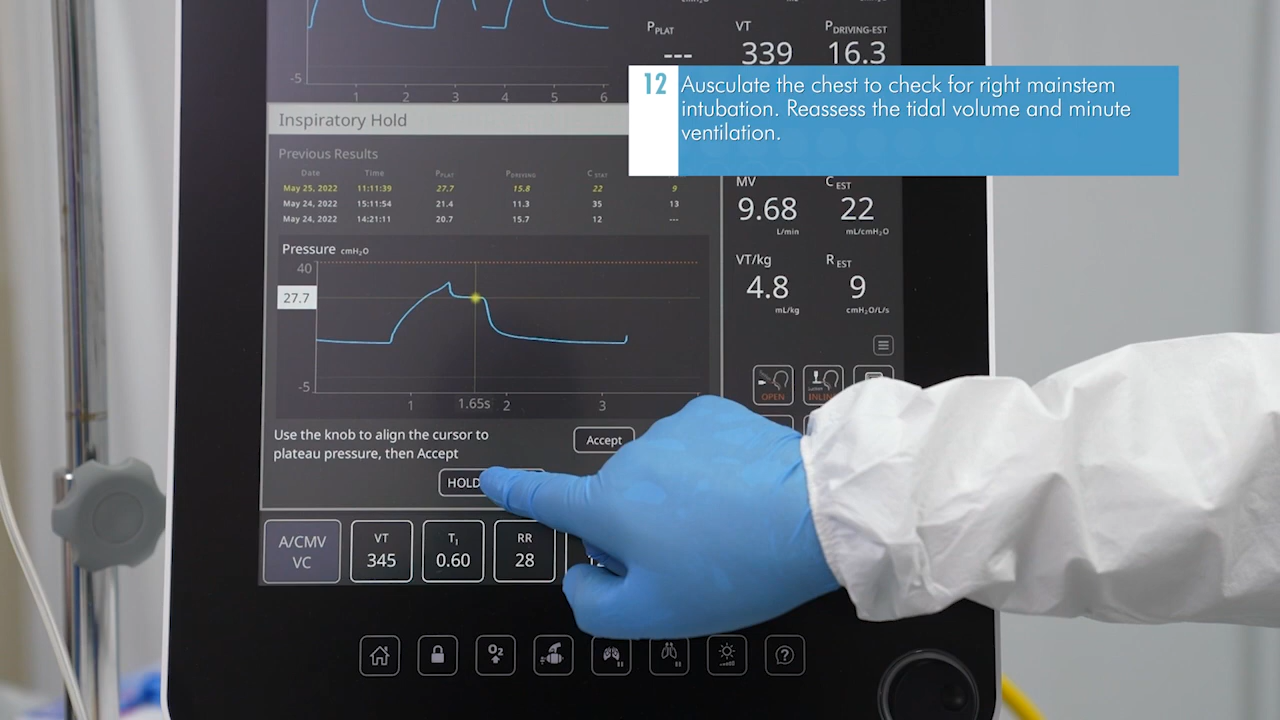 PPLAT VT PDRIVING-EST
--- 339 16.3
-5
1 2 3 4 5 6
12 Ausculate the chest to check for right mainstem
intubation. Reassess the tidal volume and minute
ventilation.
Inspiratory Hold
Previous Results
Date Time PPLAT PDRIVING CSTAT
May 25, 2022 11:11:39 27.7 15.8 22 9
May 24, 2022 15:11:54 21.4 11.3 35 13
May 24, 2022 14:21:11 20.7 15.7 12 ---
MV CEST
9.68 22
L/min mL/cmH₂O
VT/kg REST
4.8 9
mL/kg cmH₂O/L/s
Pressure cmH₂O
40
27.7
-5
1 1.65s 2 3
OPEN INLIN
Use the knob to align the cursor to
plateau pressure, then Accept
Accept
HOLD
A/CMV
VC
VT
345
TI
0.60
RR
28
O₂
?